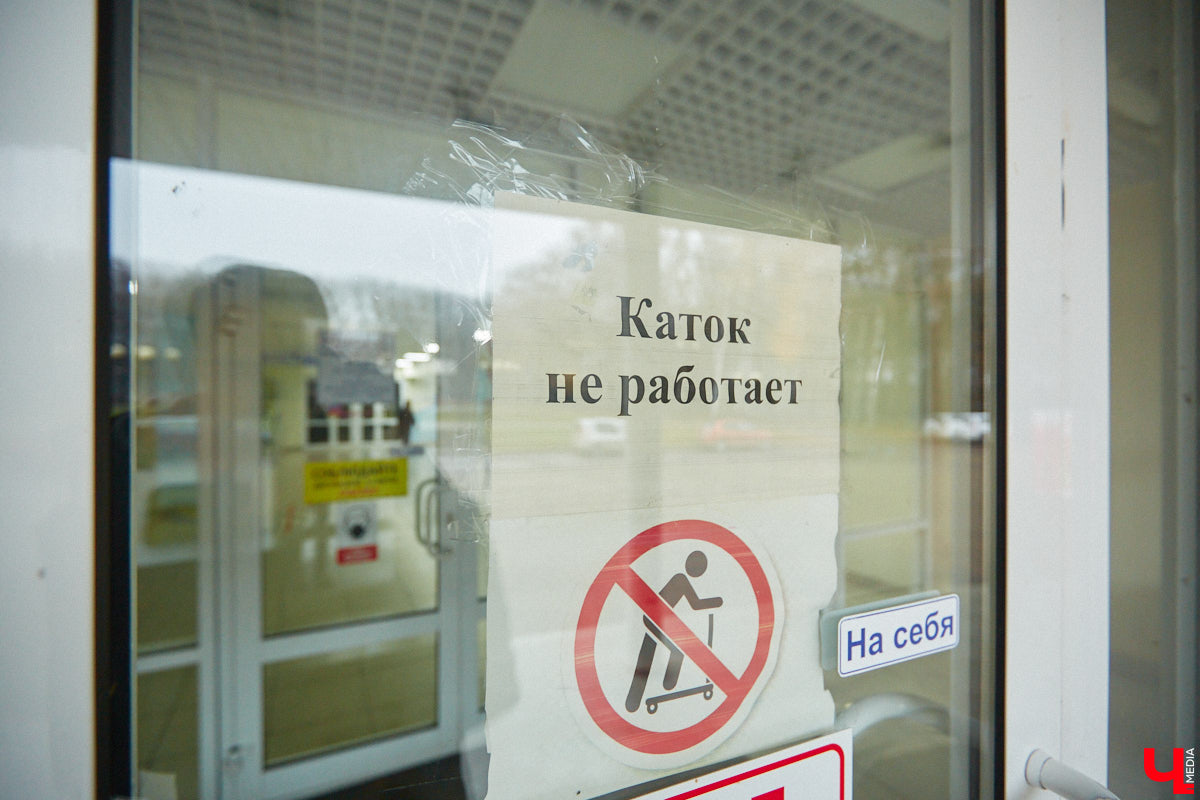 Каток
не работает
На себя
Ч
MEDIA